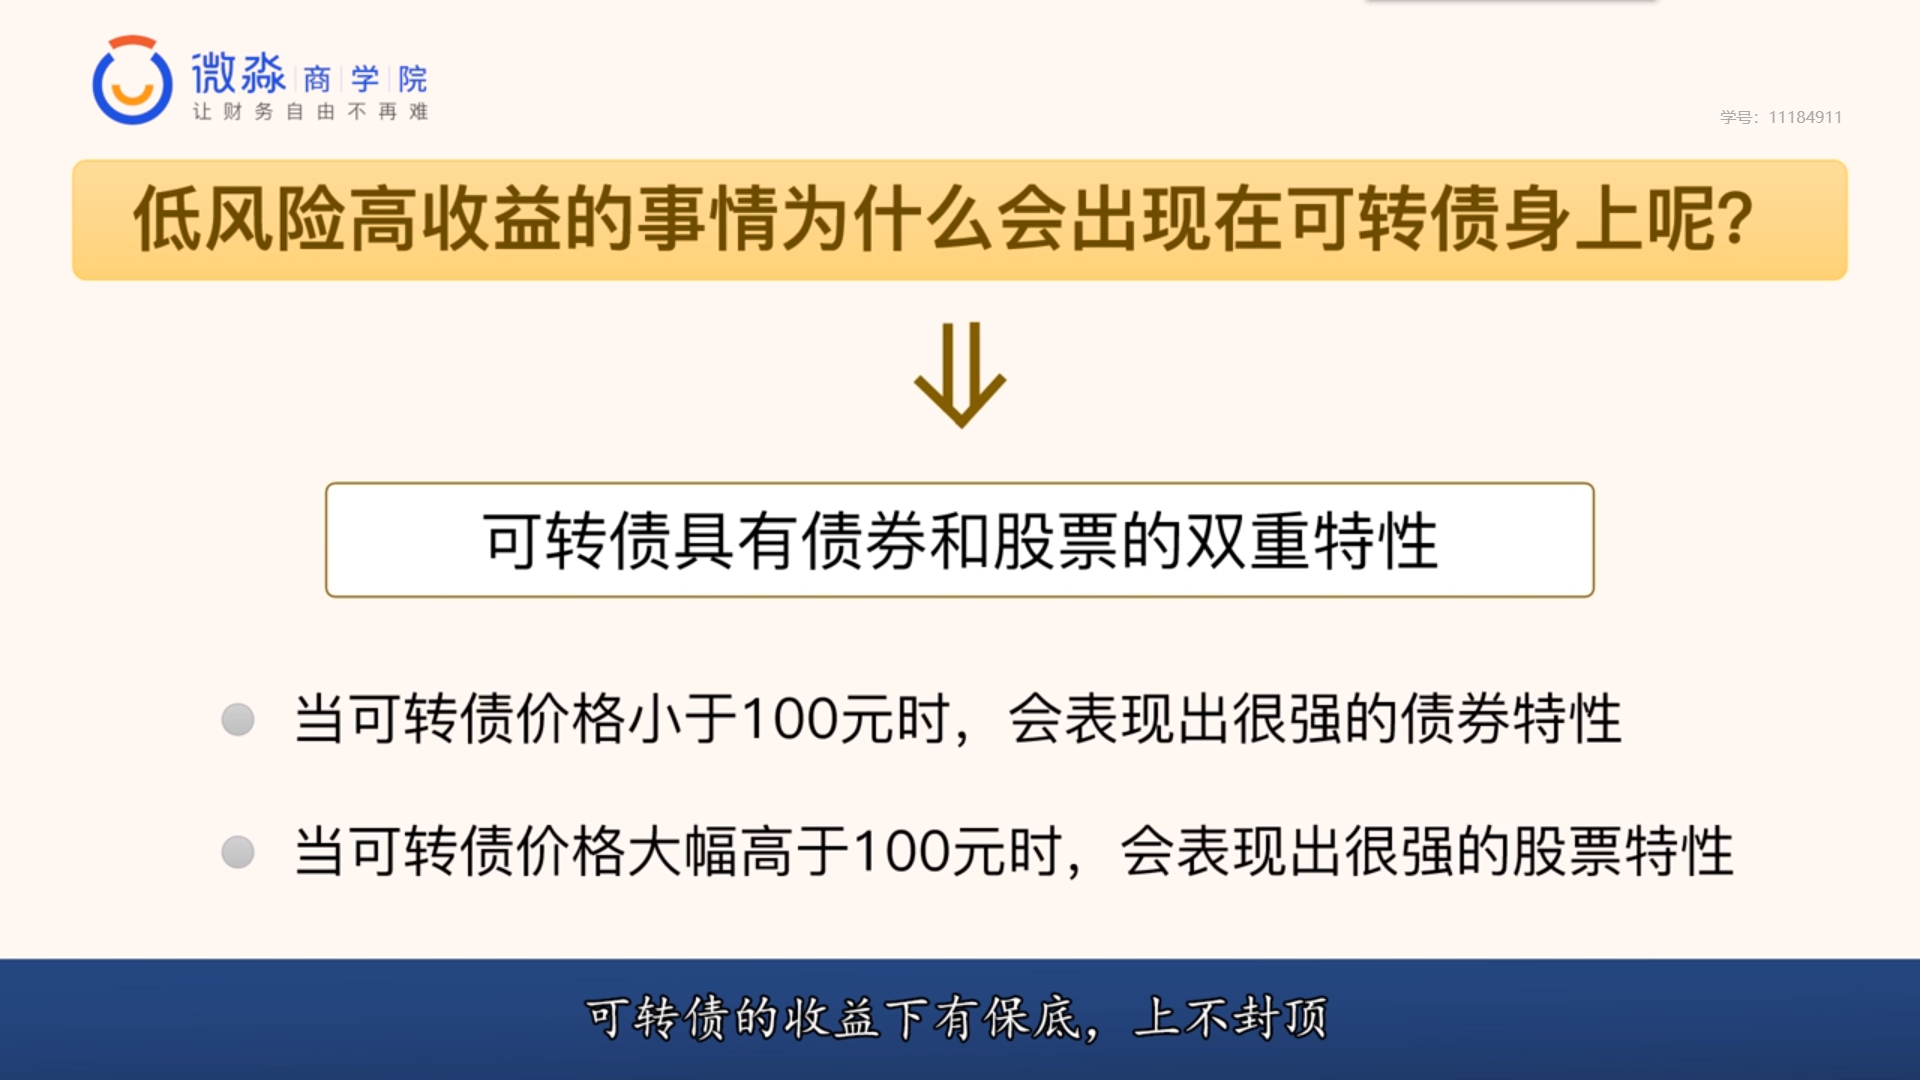 微淼商学院
让财务自由不再难
学号：11184911
低风险高收益的事情为什么会出现在可转债身上呢？
可转债具有债券和股票的双重特性
当可转债价格小于100元时，会表现出很强的债券特性
当可转债价格大幅高于100元时，会表现出很强的股票特性
可转债的收益下有保底，上不封顶